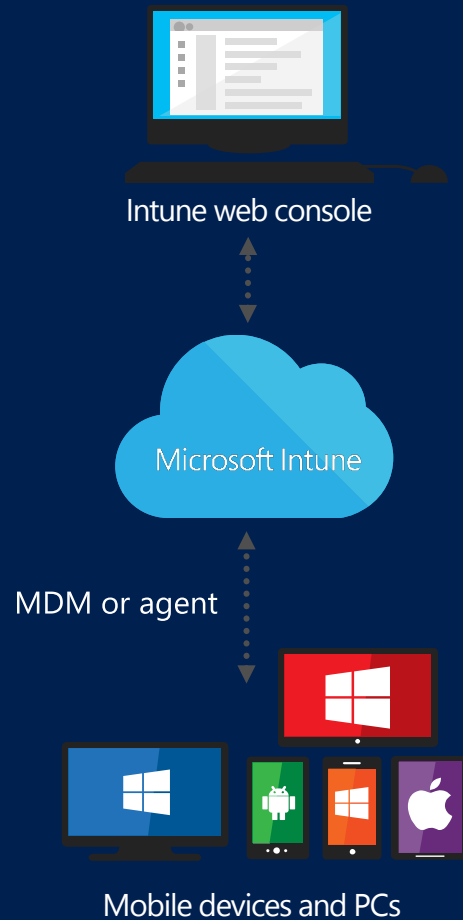 Intune web console
Microsoft Intune
MDM or agent
Mobile devices and PCs